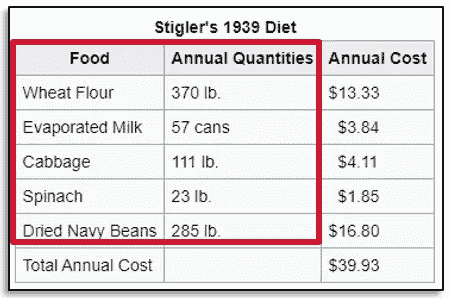 Stigler's 1939 Diet
Food Annual Quantities Annual Cost
Wheat Flour 370 lb. $13.33
Evaporated Milk 57 cans $3.84
Cabbage 111 lb. $4.11
Spinach 23 lb. $1.85
Dried Navy Beans 285 lb. $16.80
Total Annual Cost $39.93